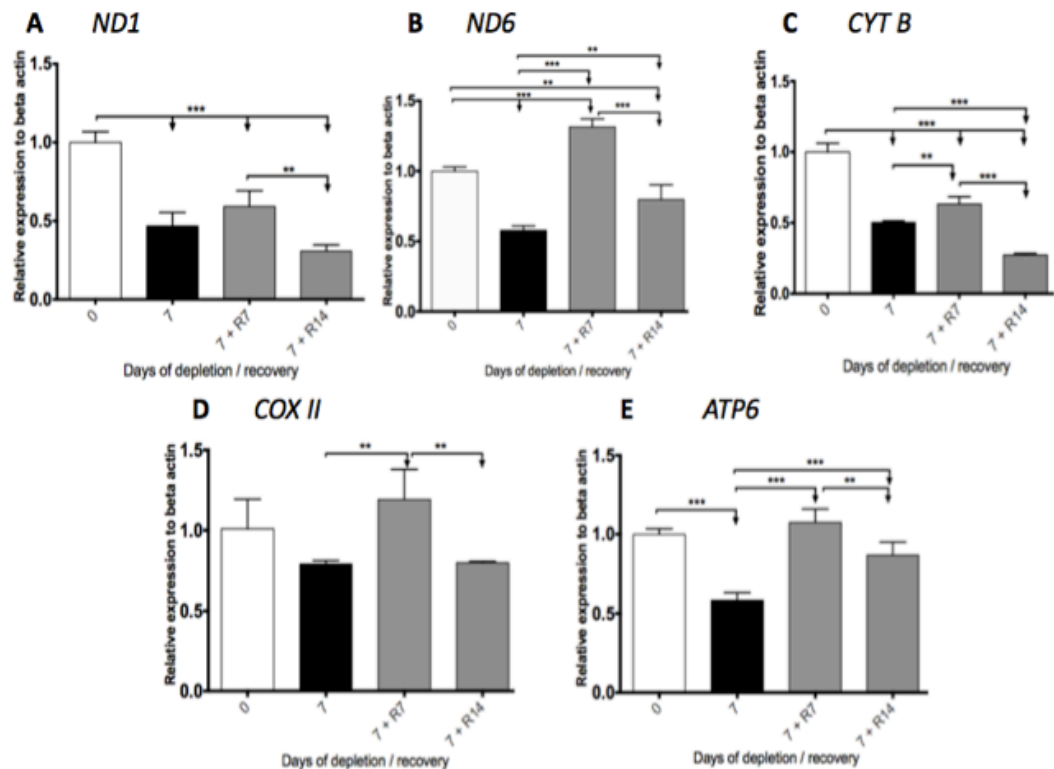 A ND1
Relative expression to beta actin
1.5
1.0
0.5
0.0
***
**
0
7
7 + R7
7 + R14
Days of depletion / recovery
B ND6
Relative expression to beta actin
1.5
1.0
0.5
0.0
**
***
**
***
***
0
7
7 + R7
7 + R14
Days of depletion / recovery
C CYT B
Relative expression to beta actin
1.5
1.0
0.5
0.0
***
***
**
***
0
7
7 + R7
7 + R14
Days of depletion / recovery
D COX II
Relative expression to beta actin
1.5
1.0
0.5
0.0
**
**
0
7
7 + R7
7 + R14
Days of depletion / recovery
E ATP6
Relative expression to beta actin
1.5
1.0
0.5
0.0
***
***
***
**
0
7
7 + R7
7 + R14
Days of depletion / recovery